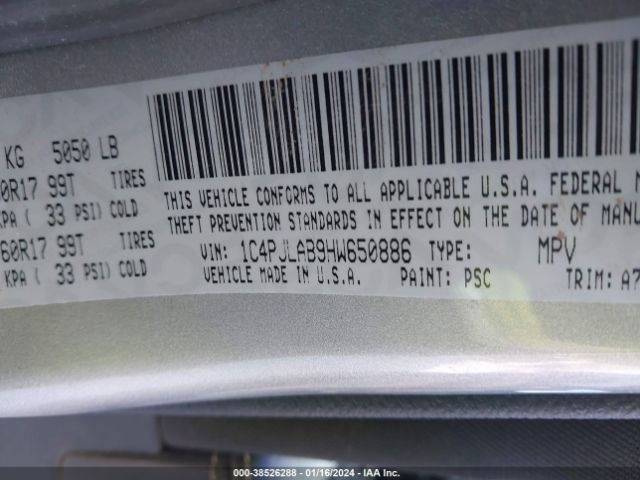 KG 5050 LB
0R17 99T TIRES
KPA ( 33 PSI) COLD
60R17 99T TIRES
KPA ( 33 PSI) COLD
THIS VEHICLE CONFORMS TO ALL APPLICABLE U.S.A. FEDERAL M
THEFT PREVENTION STANDARDS IN EFFECT ON THE DATE OF MANU
VIN: 1C4PJLAB9HW650886 TYPE: MPV
VEHICLE MADE IN U.S.A. PAINT: PSC TRIM: A7
000-38526288 - 01/16/2024 - IAA Inc.